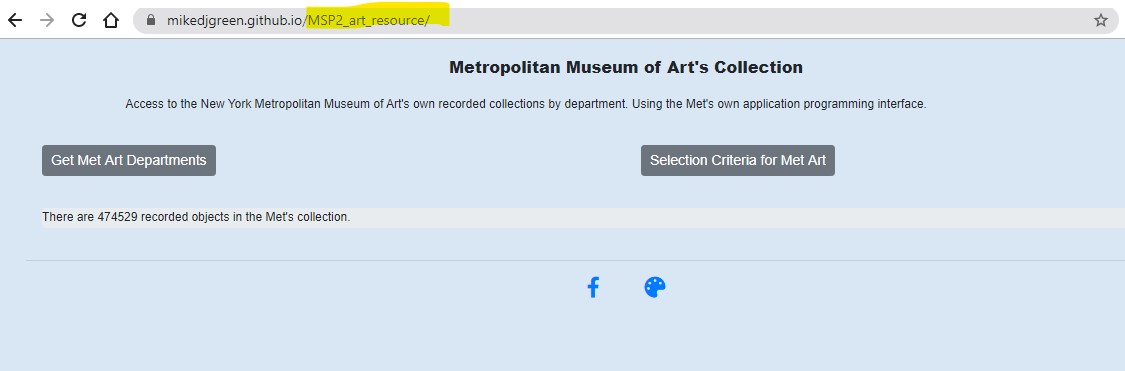 mikedjgreen.github.io/MSP2_art_resource/
Metropolitan Museum of Art's Collection
Access to the New York Metropolitan Museum of Art's own recorded collections by department. Using the Met's own application programming interface.
Get Met Art Departments
Selection Criteria for Met Art
There are 474529 recorded objects in the Met's collection.